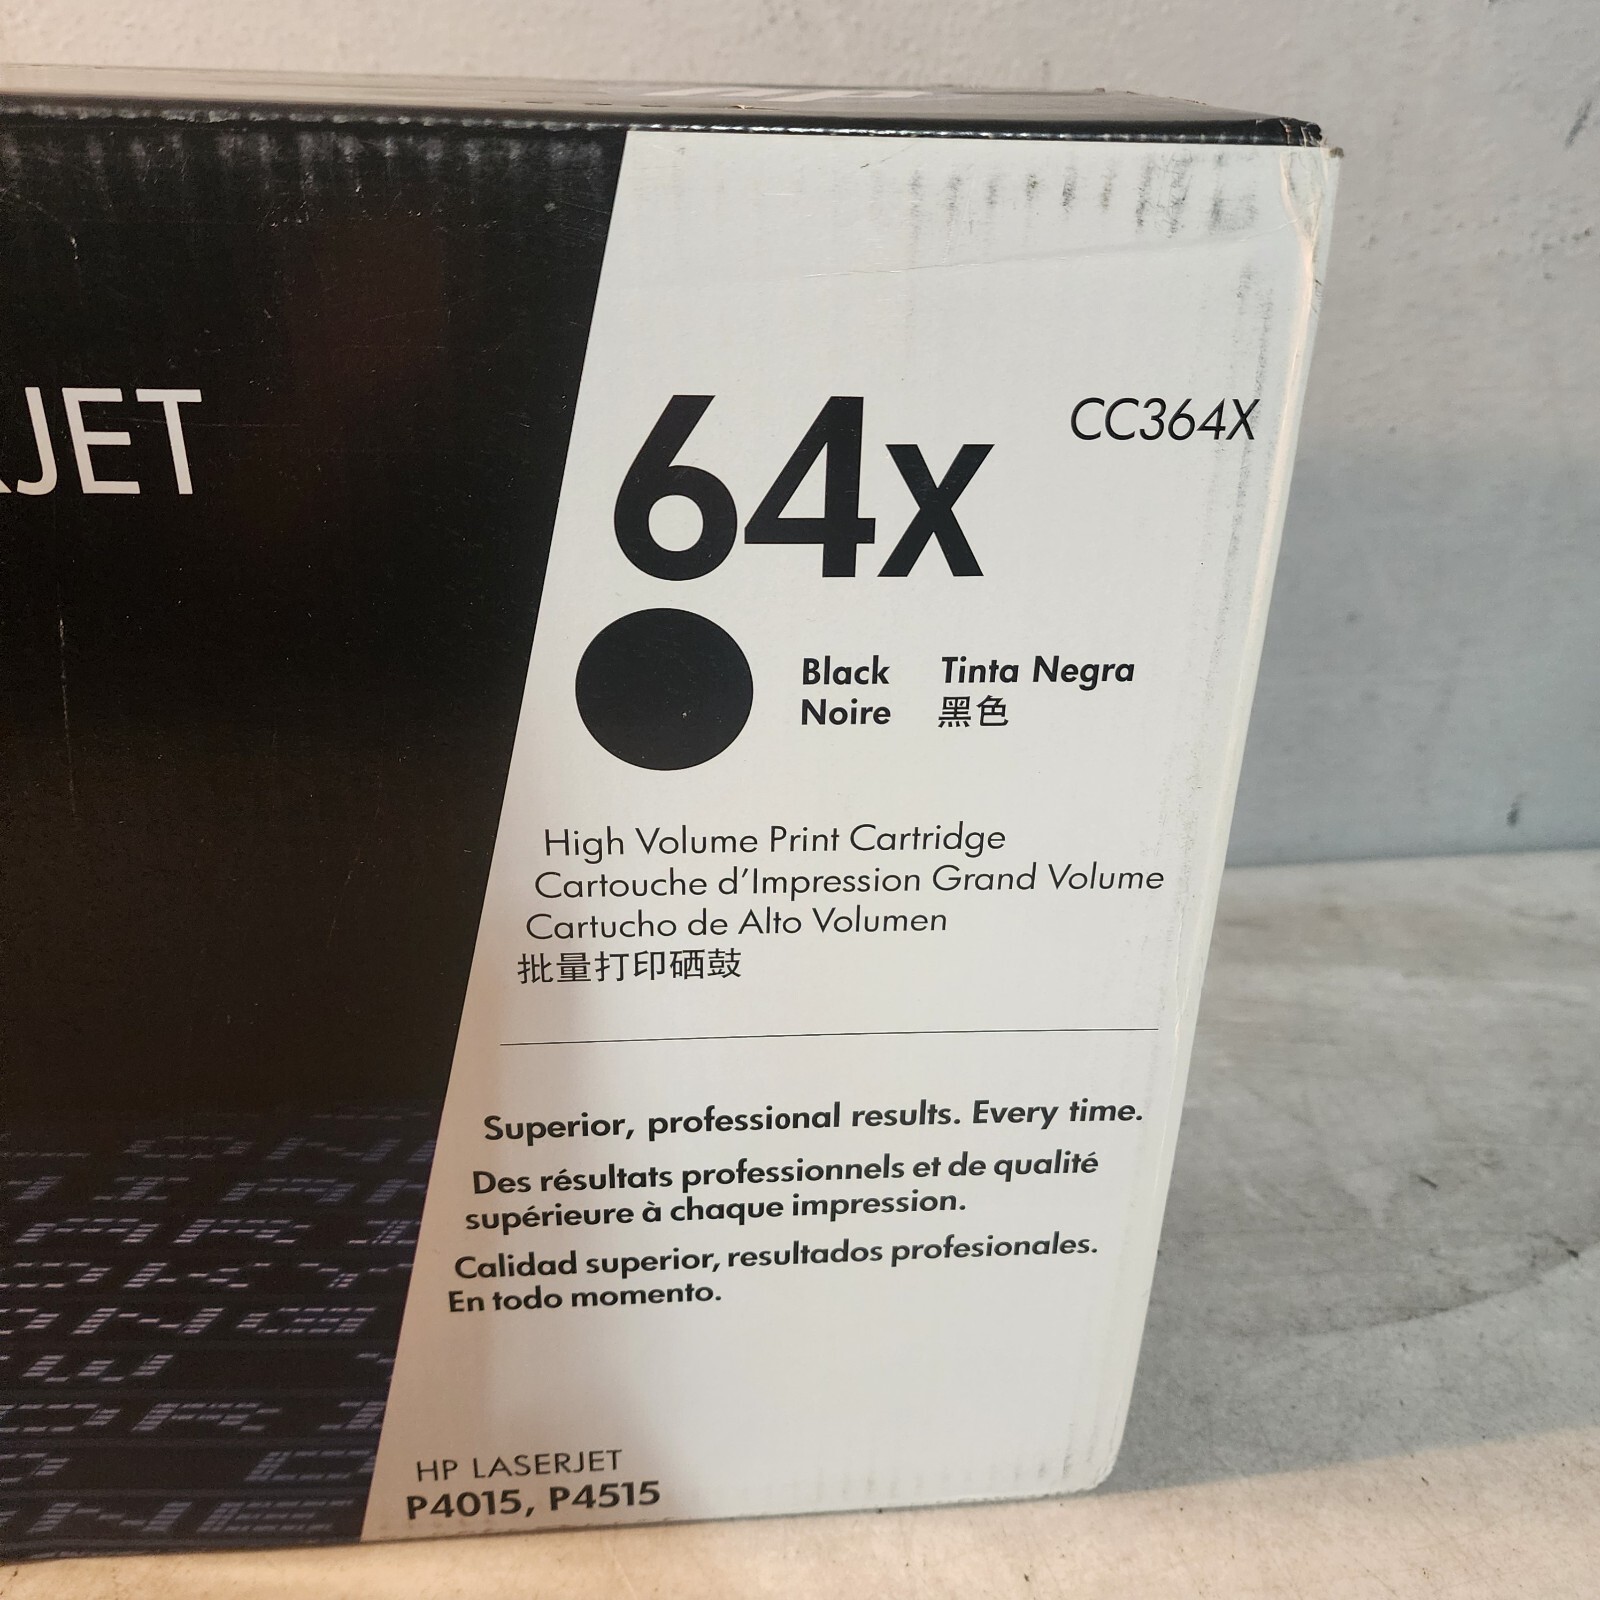 JET
64X
CC364X
Black Tinta Negra
Noire 黑色
High Volume Print Cartridge
Cartouche d'Impression Grand Volume
Cartucho de Alto Volumen
批量打印硒鼓
Superior, professional results. Every time.
Des résultats professionnels et de qualité
supérieure à chaque impression.
Calidad superior, resultados profesionales.
En todo momento.
HP LASERJET
P4015, P4515